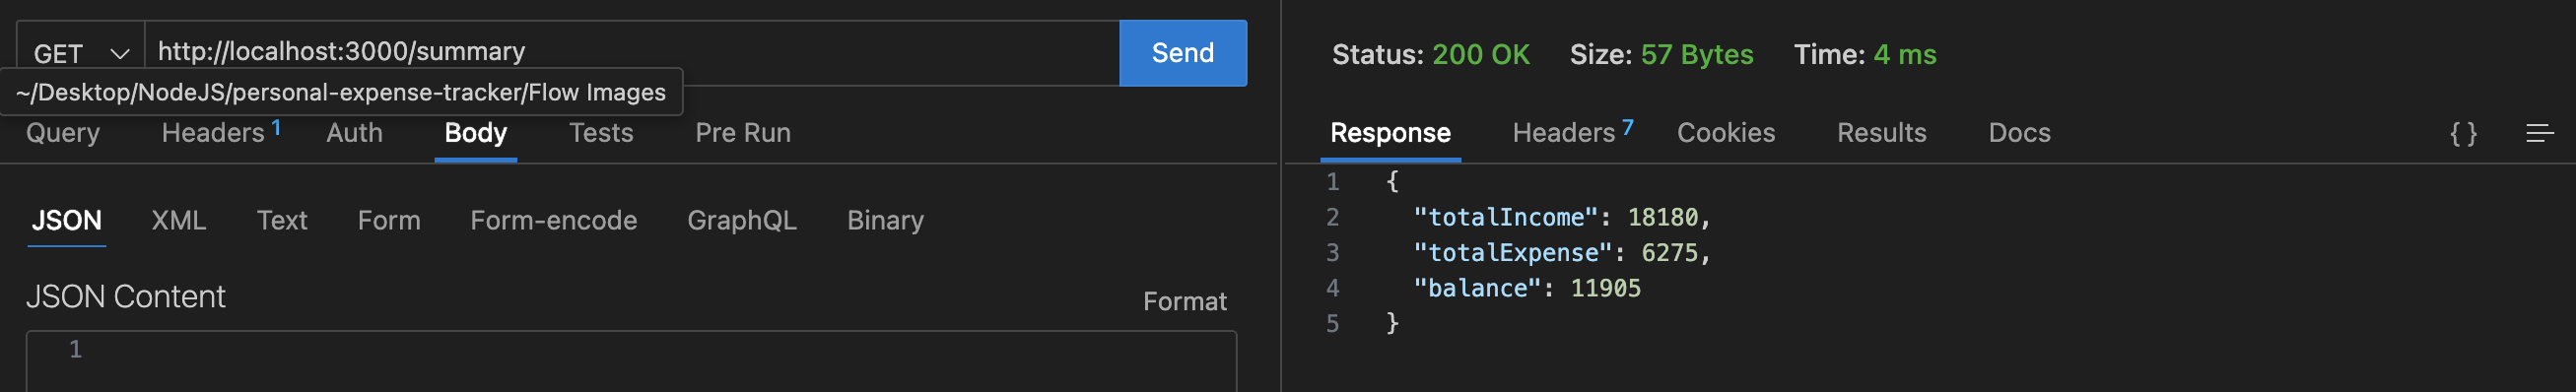 GET http://localhost:3000/summary Send
~/Desktop/NodeJS/personal-expense-tracker/Flow Images
Query Headers 1 Auth Body Tests Pre Run
JSON XML Text Form Form-encode GraphQL Binary
JSON Content Format
1
Status: 200 OK Size: 57 Bytes Time: 4 ms
Response Headers 7 Cookies Results Docs { }
1 {
2 "totalIncome": 18180,
3 "totalExpense": 6275,
4 "balance": 11905
5 }